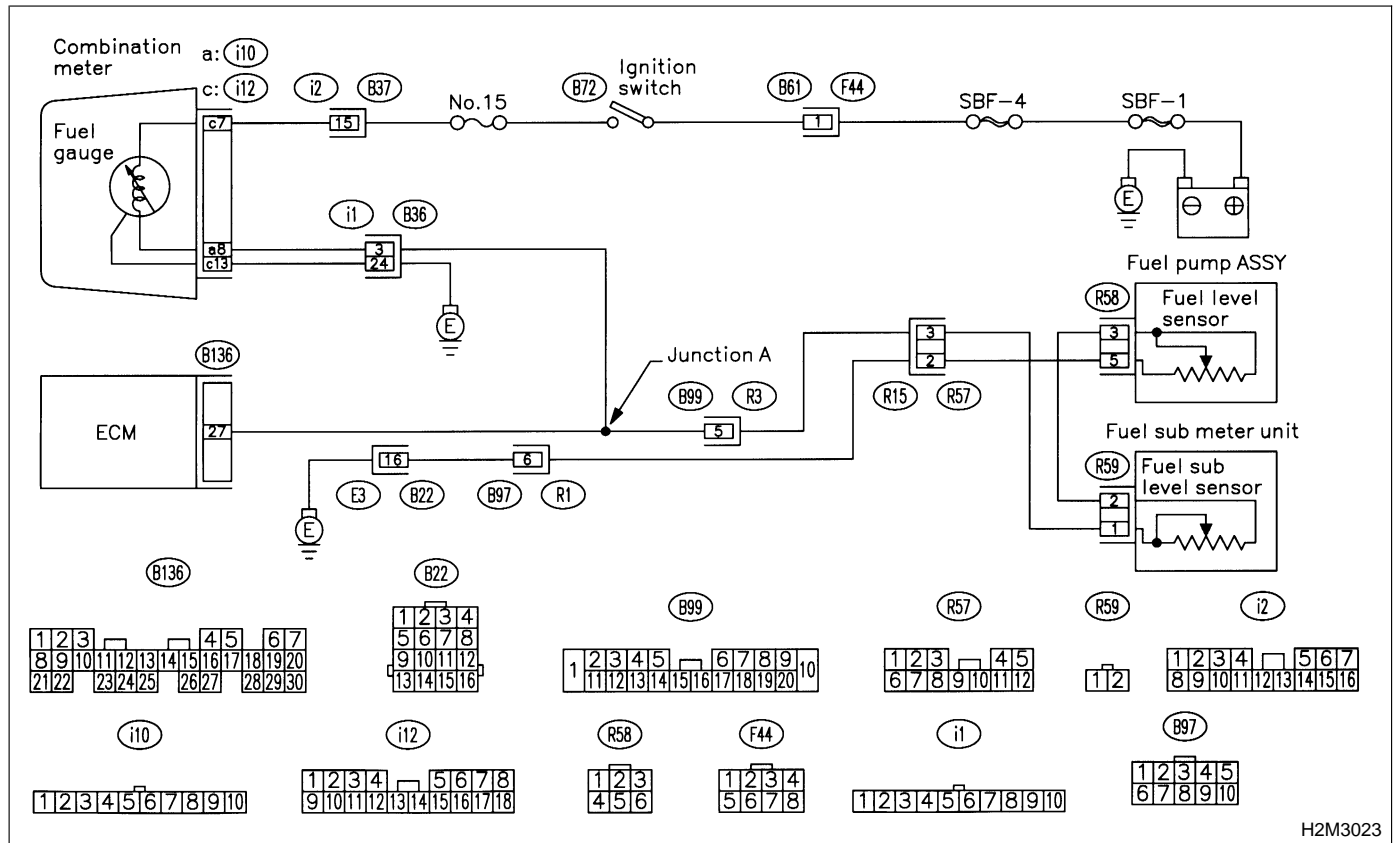 Combination
meter
a: i10
c: i12
i2
B37
No.15
B72
Ignition
switch
B61
F44
SBF-4
SBF-1
Fuel
gauge
c7
15
1
E
⊖ ⊕
i1
B36
a8
3
c13
24
E
Fuel pump ASSY
R58
Fuel level
sensor
3
5
B136
ECM
27
Junction A
B99
R3
5
3
2
R15
R57
Fuel sub meter unit
R59
Fuel sub
level sensor
2
1
16
6
E3
B22
B97
R1
E
B136
1 2 3 4 5 6 7
8 9 10 11 12 13 14 15 16 17 18 19 20
21 22 23 24 25 26 27 28 29 30
B22
1 2 3 4
5 6 7 8
9 10 11 12
13 14 15 16
B99
1 2 3 4 5 6 7 8 9 10
11 12 13 14 15 16 17 18 19 20
R57
1 2 3 4 5
6 7 8 9 10 11 12
R59
1 2
i2
1 2 3 4 5 6 7
8 9 10 11 12 13 14 15 16
i10
1 2 3 4 5 6 7 8 9 10
i12
1 2 3 4 5 6 7 8
9 10 11 12 13 14 15 16 17 18
R58
1 2 3
4 5 6
F44
1 2 3 4
5 6 7 8
i1
1 2 3 4 5 6 7 8 9 10
B97
1 2 3 4 5
6 7 8 9 10
H2M3023